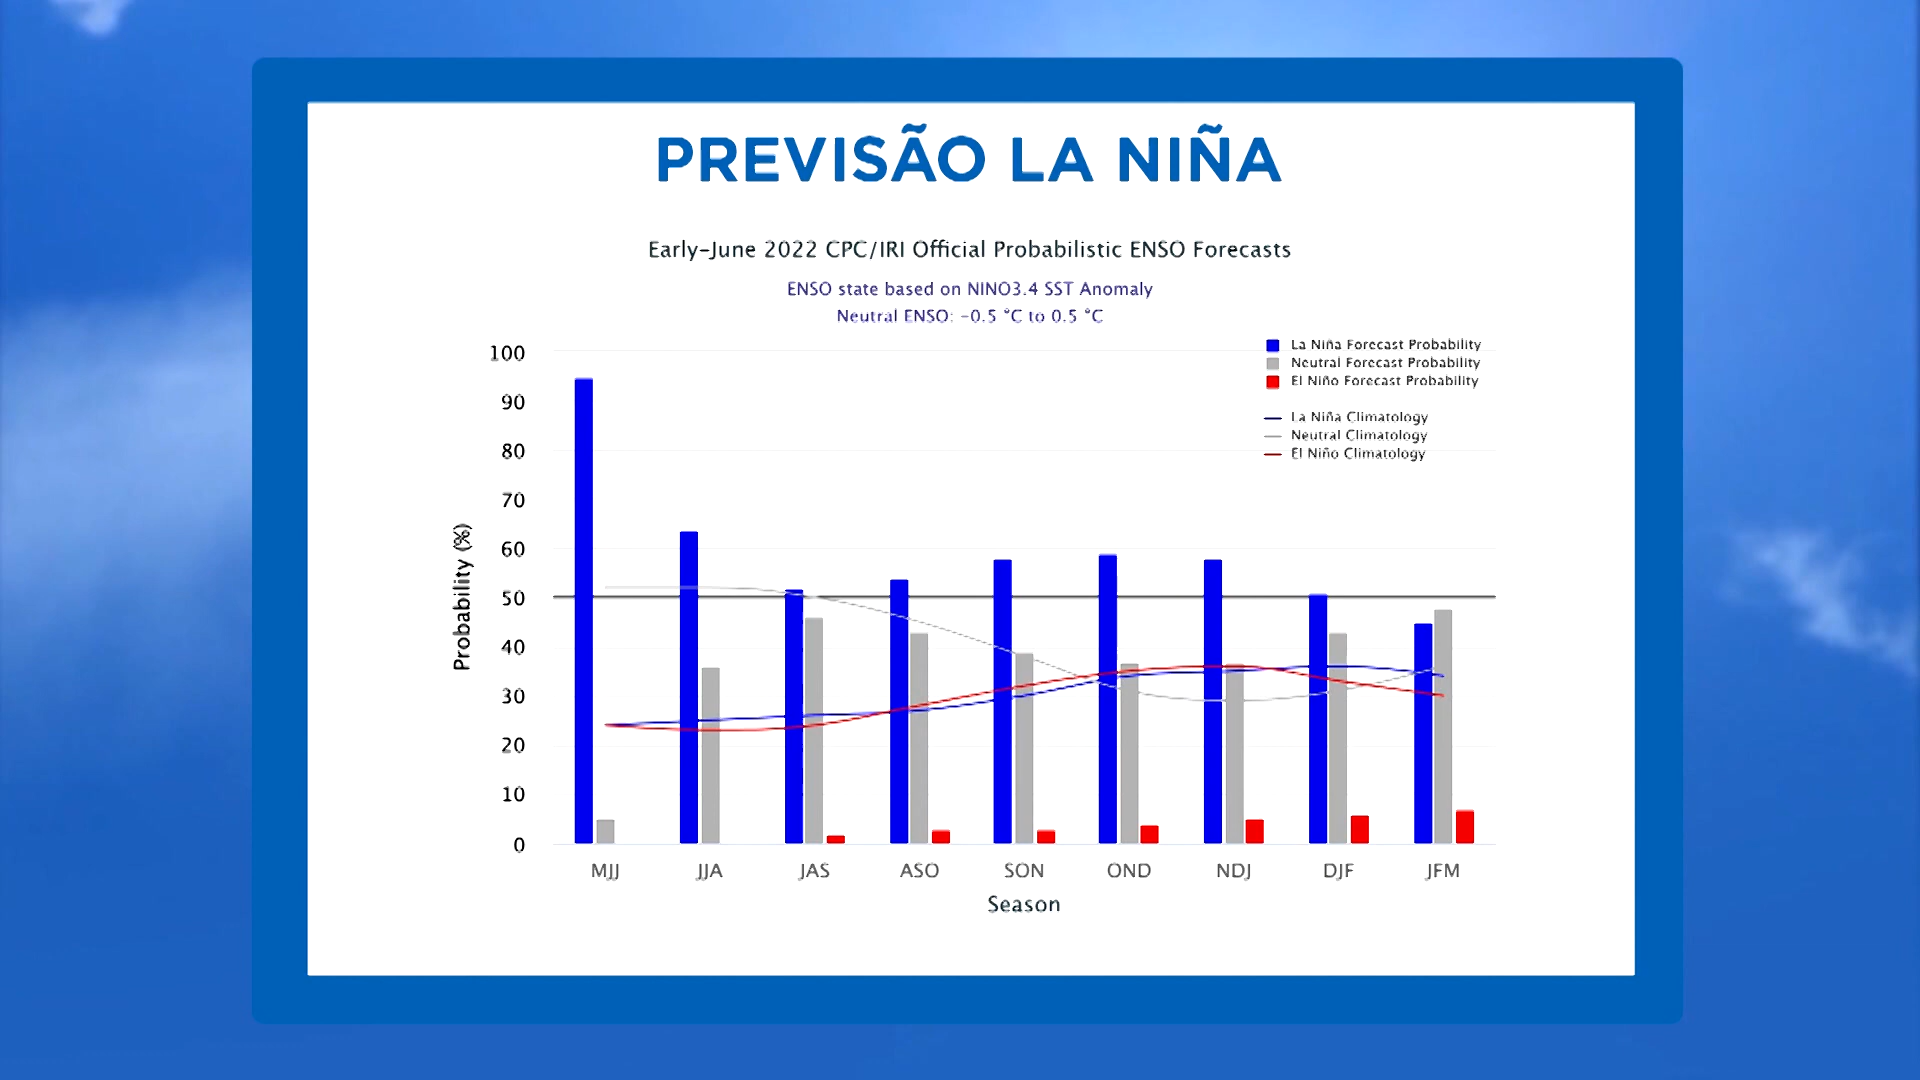 PREVISÃO LA NIÑA
Early-June 2022 CPC/IRI Official Probabilistic ENSO Forecasts
ENSO state based on NINO3.4 SST Anomaly
Neutral ENSO: -0.5 °C to 0.5 °C
La Niña Forecast Probability
Neutral Forecast Probability
El Niño Forecast Probability
La Niña Climatology
Neutral Climatology
El Niño Climatology
Probability (%)
100
90
80
70
60
50
40
30
20
10
0
MJJ JJA JAS ASO SON OND NDJ DJF JFM
Season